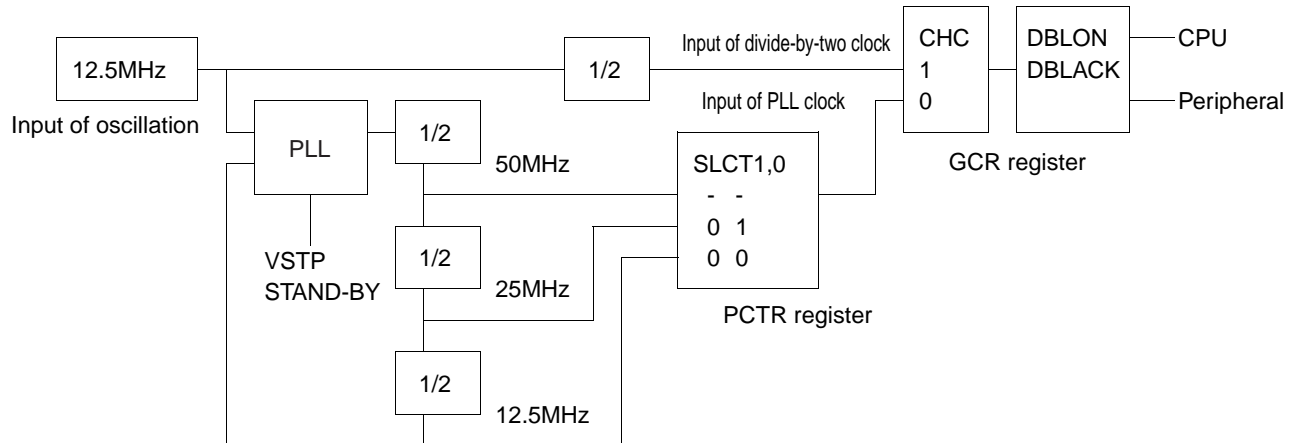 12.5MHz
Input of oscillation
1/2
Input of divide-by-two clock
CHC
1
0
DBLON
DBLACK
CPU
Peripheral
GCR register
Input of PLL clock
PLL
1/2
50MHz
SLCT1,0
- -
0 1
0 0
PCTR register
VSTP
STAND-BY
1/2
25MHz
1/2
12.5MHz